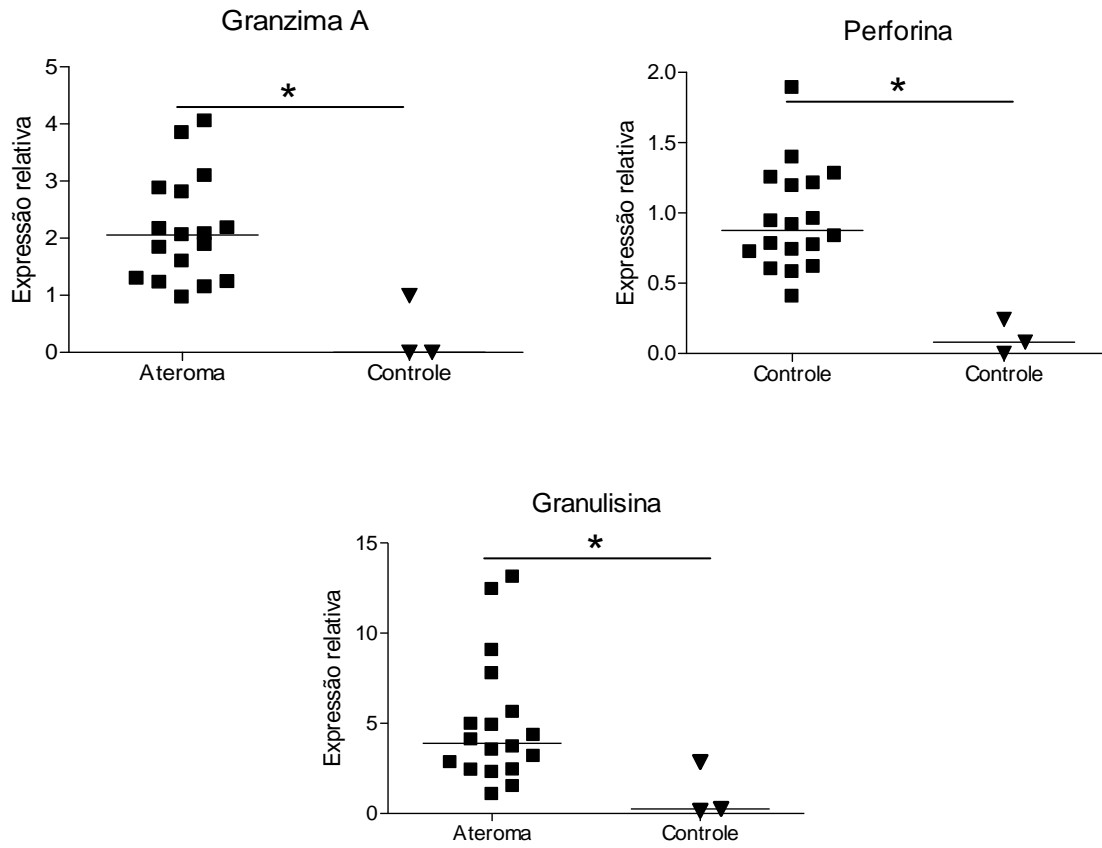 Granzima A
Expressão relativa
5
4
3
2
1
0
*
Ateroma
Controle
Perforina
Expressão relativa
2.0
1.5
1.0
0.5
0.0
*
Controle
Controle
Granulisina
Expressão relativa
15
10
5
0
*
Ateroma
Controle